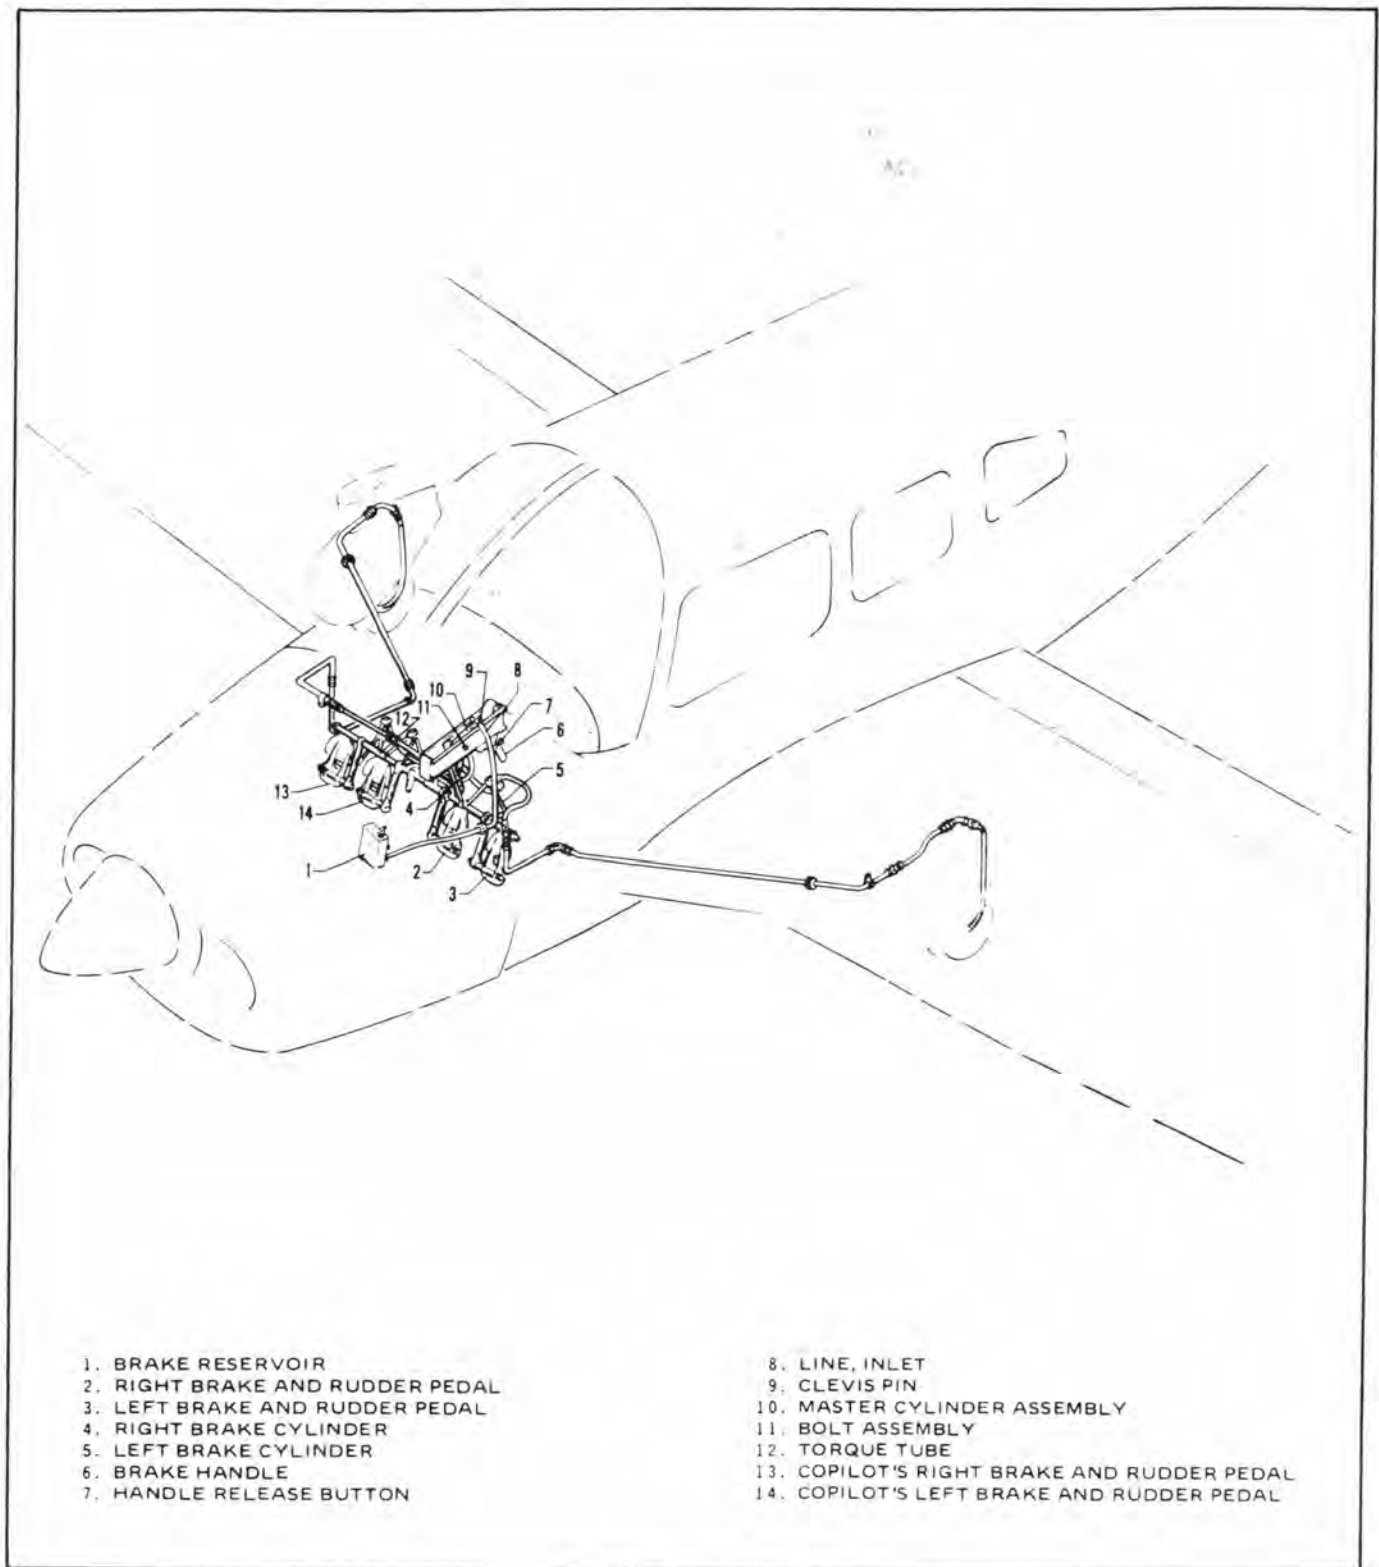 9
8
10
7
11
12
6
5
13
4
14
1
2
3
1. BRAKE RESERVOIR
2. RIGHT BRAKE AND RUDDER PEDAL
3. LEFT BRAKE AND RUDDER PEDAL
4. RIGHT BRAKE CYLINDER
5. LEFT BRAKE CYLINDER
6. BRAKE HANDLE
7. HANDLE RELEASE BUTTON
8. LINE, INLET
9. CLEVIS PIN
10. MASTER CYLINDER ASSEMBLY
11. BOLT ASSEMBLY
12. TORQUE TUBE
13. COPILOT'S RIGHT BRAKE AND RUDDER PEDAL
14. COPILOT'S LEFT BRAKE AND RUDDER PEDAL